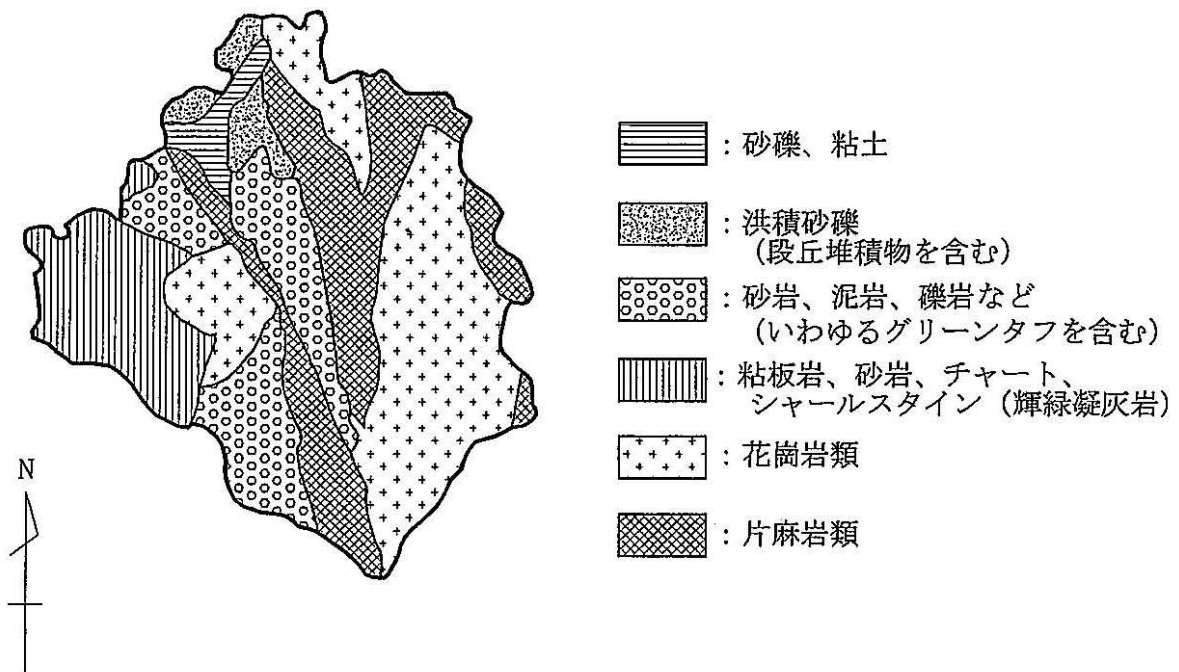 ：砂礫、粘土
：洪積砂礫
（段丘堆積物を含む）
：砂岩、泥岩、礫岩など
（いわゆるグリーンタフを含む）
：粘板岩、砂岩、チャート、
シャールスタイン（輝緑凝灰岩）
：花崗岩類
：片麻岩類
N